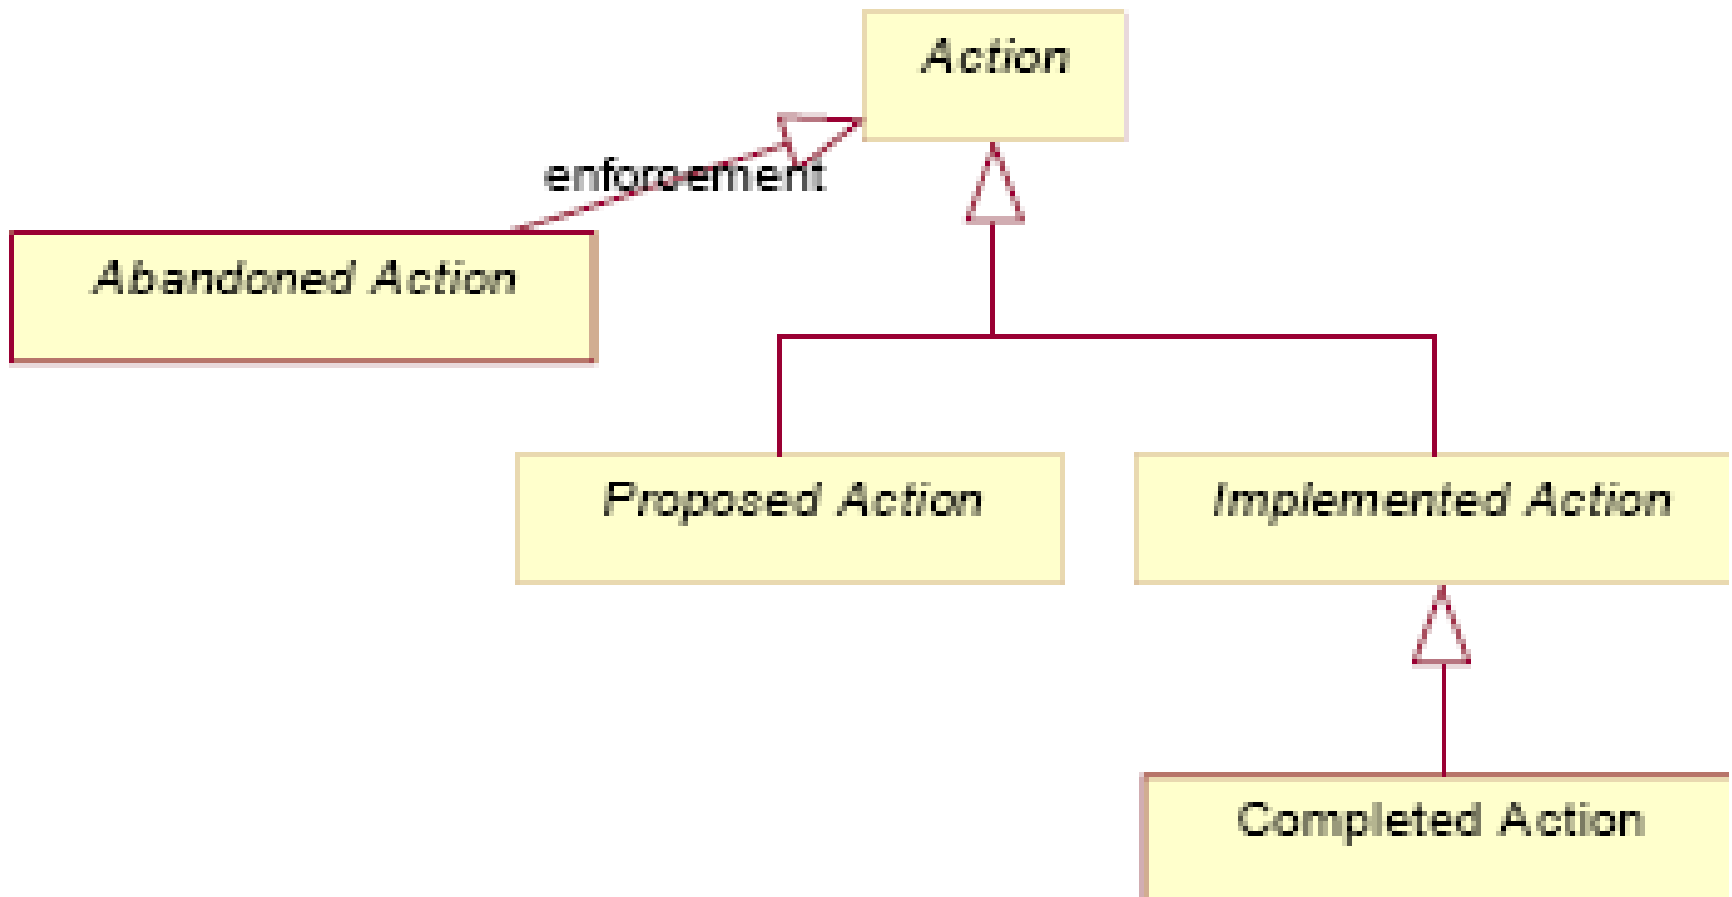 Action
enforcement
Abandoned Action
Proposed Action
Implemented Action
Completed Action